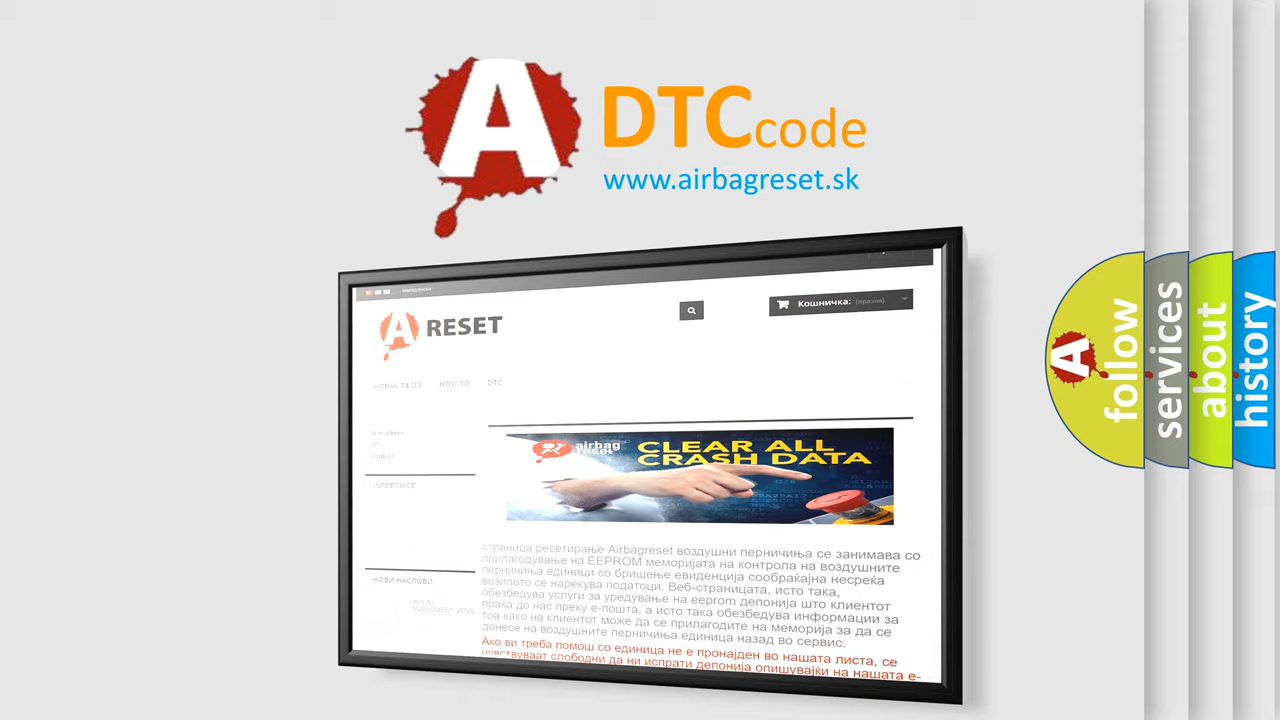 A
DTC code
www.airbagreset.sk
A RESET
Кошничка: (празни)
AIRBAG RESET HOW TO DTC
INFORMACE
НОВИ НАСЛОВИ
airbag
reset
CLEAR ALL
CRASH DATA
страница ресетирање Airbagreset воздушни перничиња се занимава со
прилагодување на EEPROM меморијата на контрола на воздушните
перничиња единици со бришење евиденција сообраќајна несреќа
возилото се нарекува податоци. Веб-страницата, исто така,
обезбедува услуги за уредување на eeprom депонија што клиентот
праќа до нас преку е-пошта, а исто така обезбедува информации за
тоа како на клиентот може да се прилагодите на меморија за да се
донесе на воздушните перничиња единица назад во сервис.
Ако ви треба помош со единица не е пронајден во нашата листа, се
чувствуваат слободни да ни испрати депонија опишувајќи на нашата е-
A
follow
services
about
history